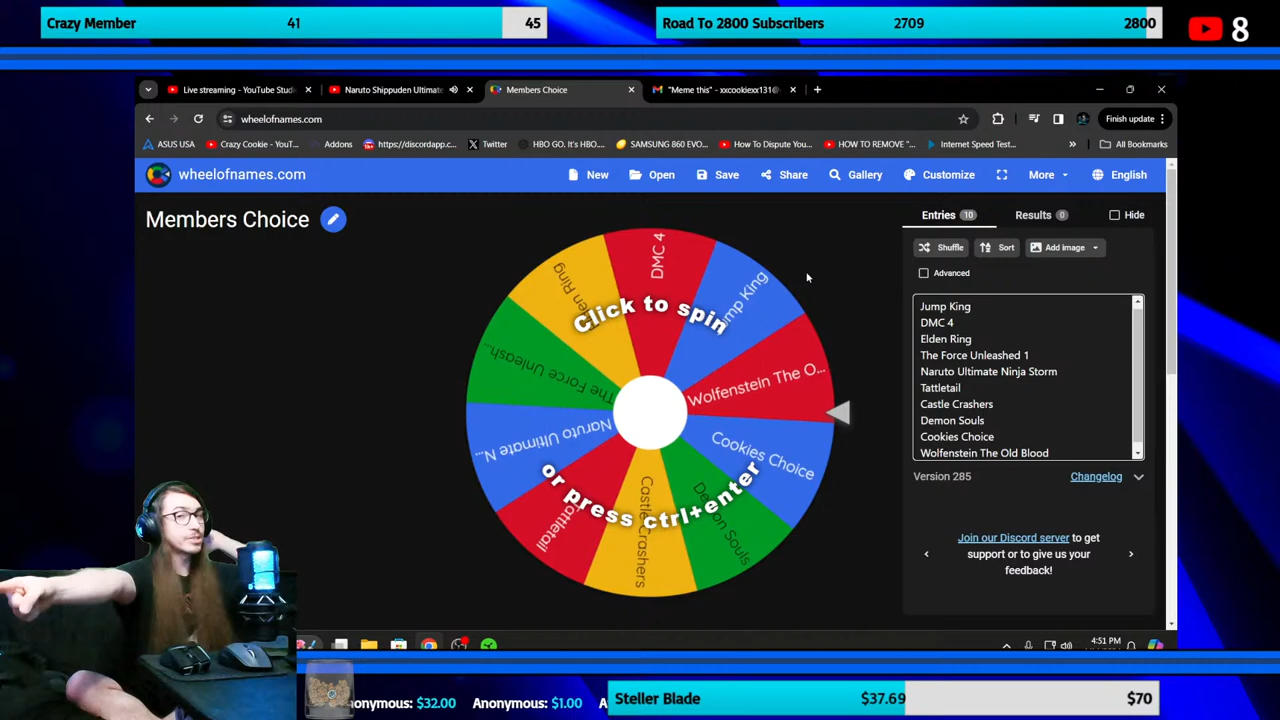 Crazy Member 41 45
Road To 2800 Subscribers 2709 2800
8
Live streaming - YouTube Stud
Naruto Shippuden Ultimate
Members Choice
"Meme this" - xxcookiexx131@
wheelofnames.com
Finish update
ASUS USA
Crazy Cookie - YouT...
Addons
https://discordapp.c...
Twitter
HBO GO. It's HBO....
SAMSUNG 860 EVO...
How To Dispute You...
HOW TO REMOVE "...
Internet Speed Test...
All Bookmarks
wheelofnames.com
New
Open
Save
Share
Gallery
Customize
More
English
Members Choice
Entries 10
Results 0
Hide
Shuffle
Sort
Add image
Advanced
Jump King
DMC 4
Elden Ring
The Force Unleashed 1
Naruto Ultimate Ninja Storm
Tattletail
Castle Crashers
Demon Souls
Cookies Choice
Wolfenstein The Old Blood
Version 285
Changelog
Join our Discord server to get
support or to give us your
feedback!
DMC 4
Jump King
Wolfenstein The O...
Cookies Choice
Demon Souls
Castle Crashers
Tattletail
Naruto Ultimate N...
The Force Unleash...
Elden Ring
Click to spin
or press ctrl+enter
4:51 PM
onymous: $32.00
Anonymous: $1.00
A
Steller Blade $37.69 $70